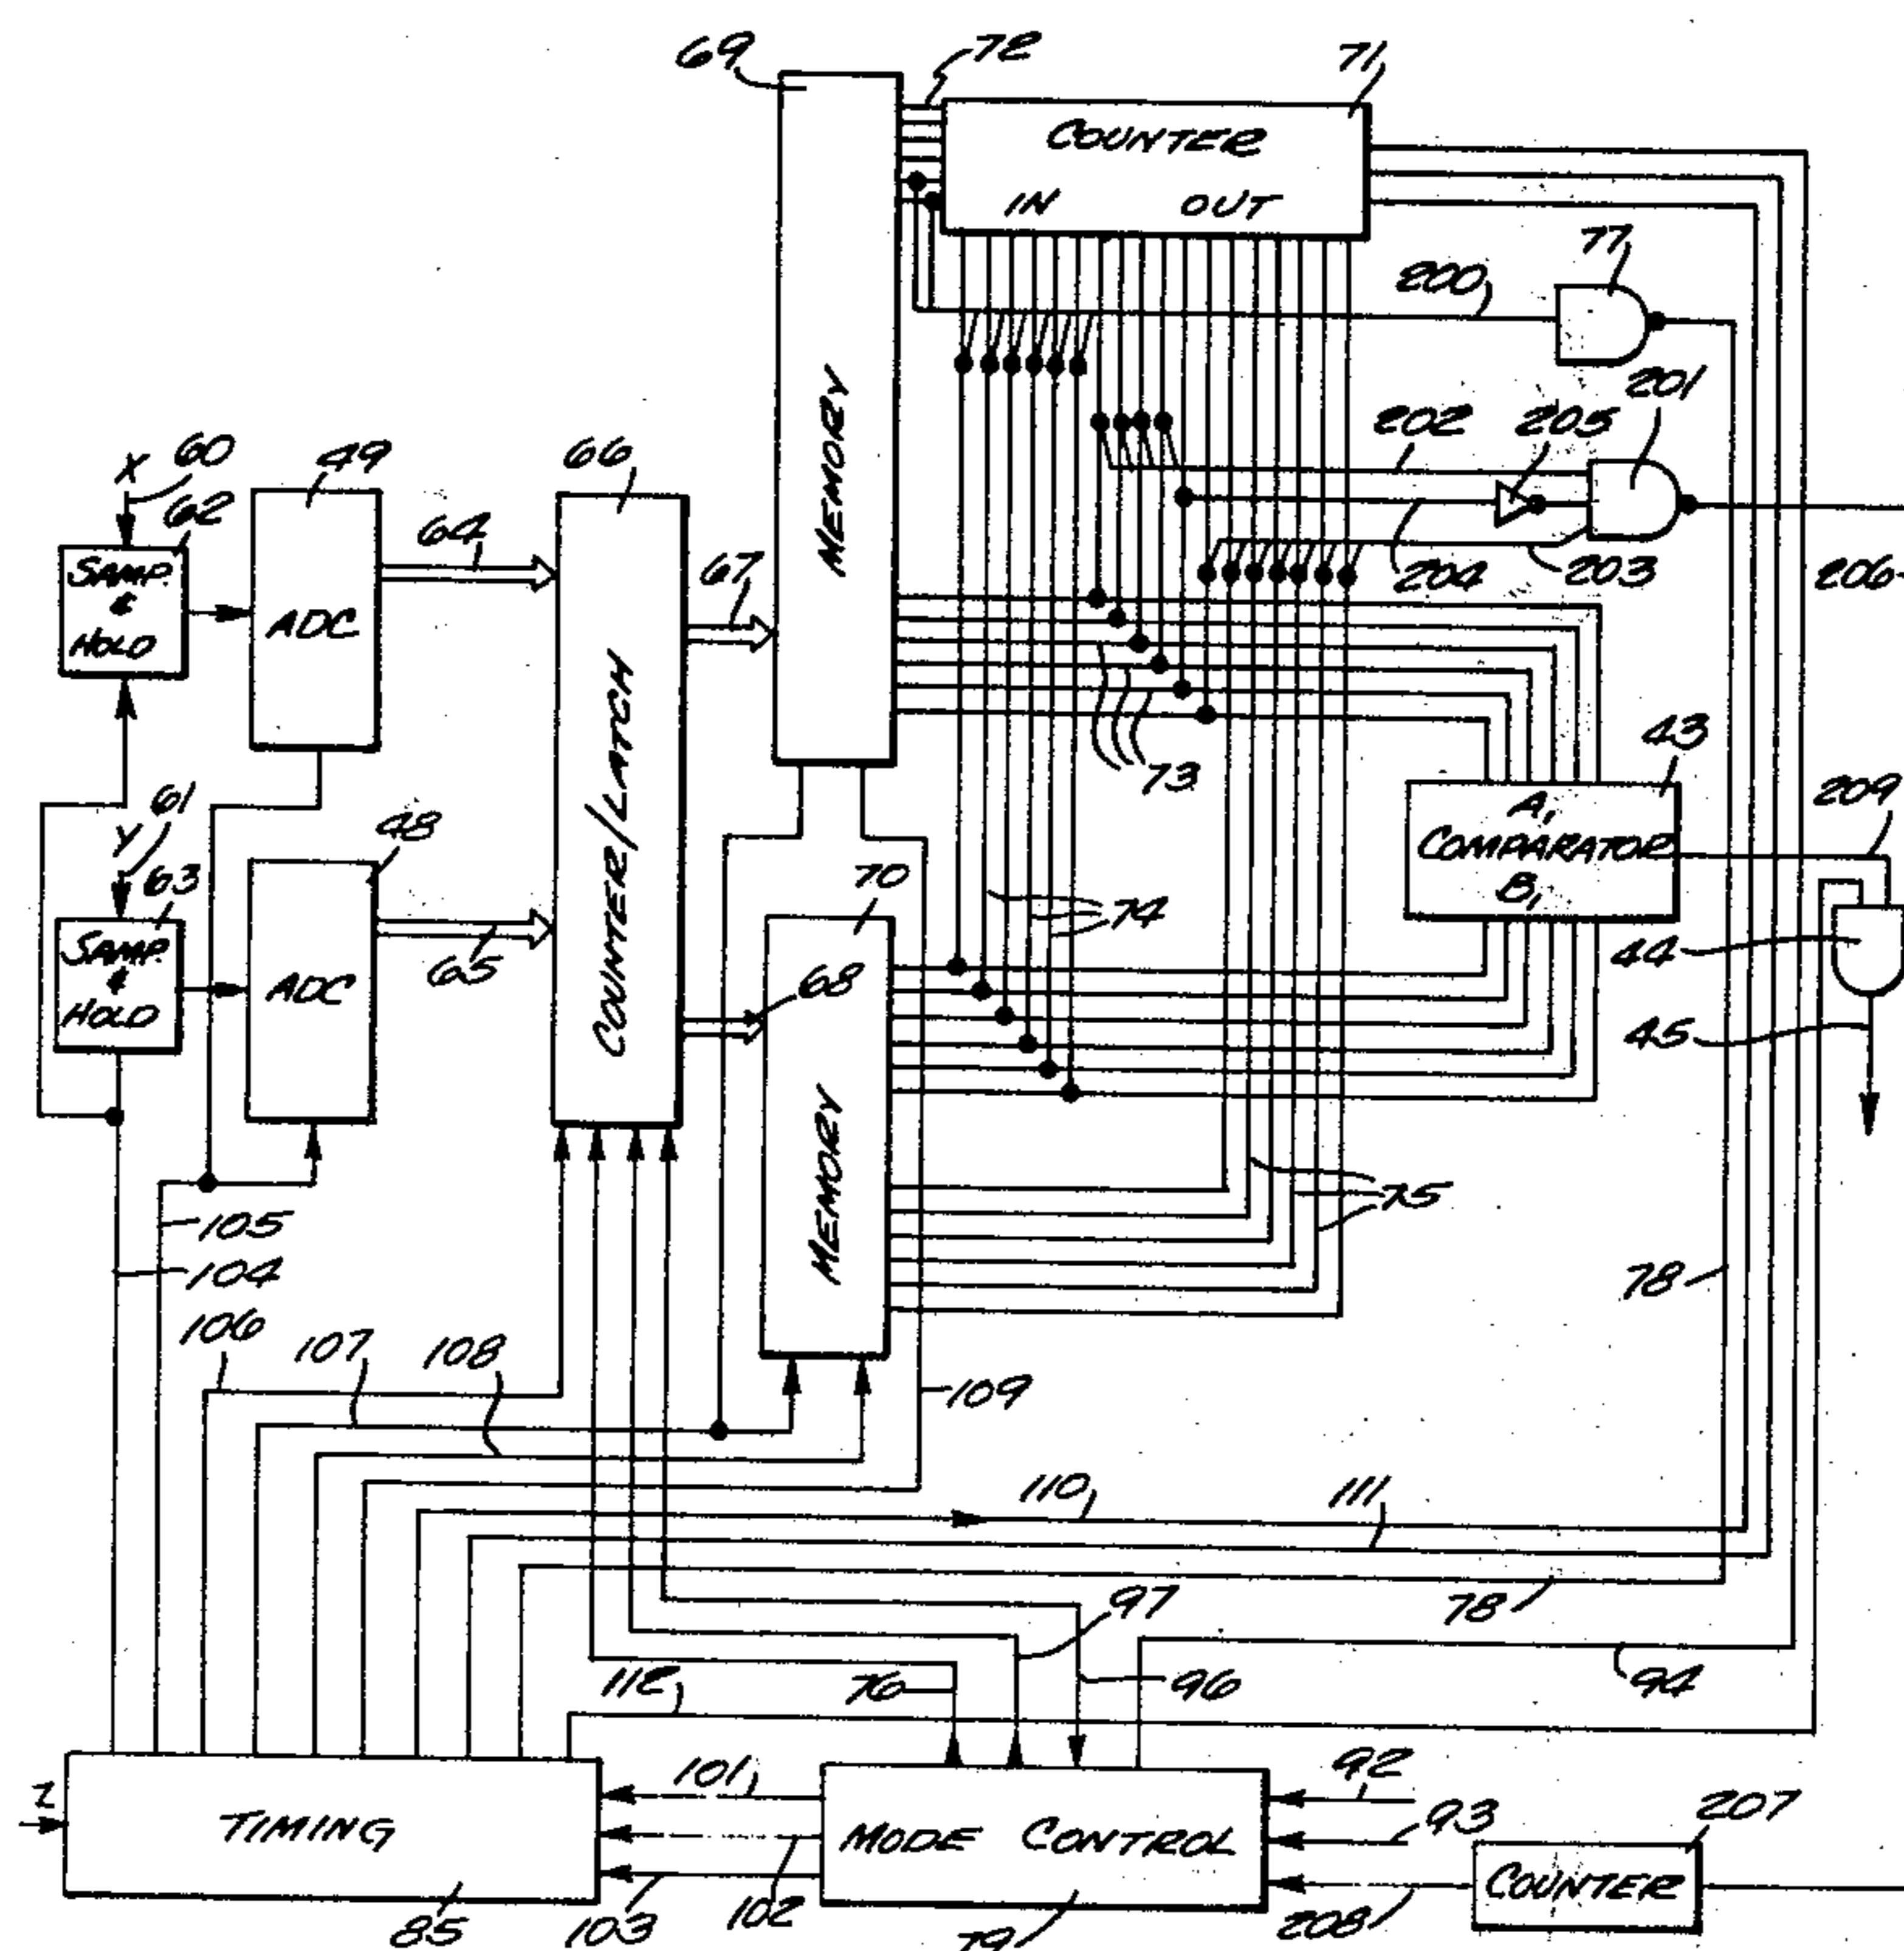 69
72
71
COUNTER
IN OUT
77
200
MEMORY
201
202
205
X 60
49
66
62
64
SAMP. & HOLD
ADC
67
204
203
206
COUNTER/LATCH
73
43
A1
COMPARATOR
B1
209
Y 61
48
63
70
SAMP. & HOLD
ADC
65
74
68
44
45
MEMORY
75
105
104
78
106
107
108
109
110
111
78
97
76
96
94
112
Z
TIMING
101
102
103
85
MODE CONTROL
79
92
93
208
207
COUNTER